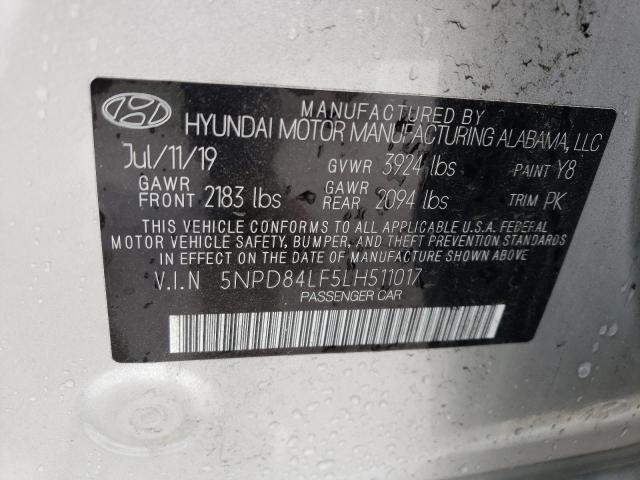 MANUFACTURED BY
HYUNDAI MOTOR MANUFACTURING ALABAMA, LLC
Jul/11/19 GVWR 3924 lbs PAINT Y8
GAWR FRONT 2183 lbs GAWR REAR 2094 lbs TRIM PK
THIS VEHICLE CONFORMS TO ALL APPLICABLE U.S.A. FEDERAL
MOTOR VEHICLE SAFETY, BUMPER, AND THEFT PREVENTION STANDARDS
IN EFFECT ON THE DATE OF MANUFACTURE SHOWN ABOVE.
V.I.N 5NPD84LF5LH511017
PASSENGER CAR